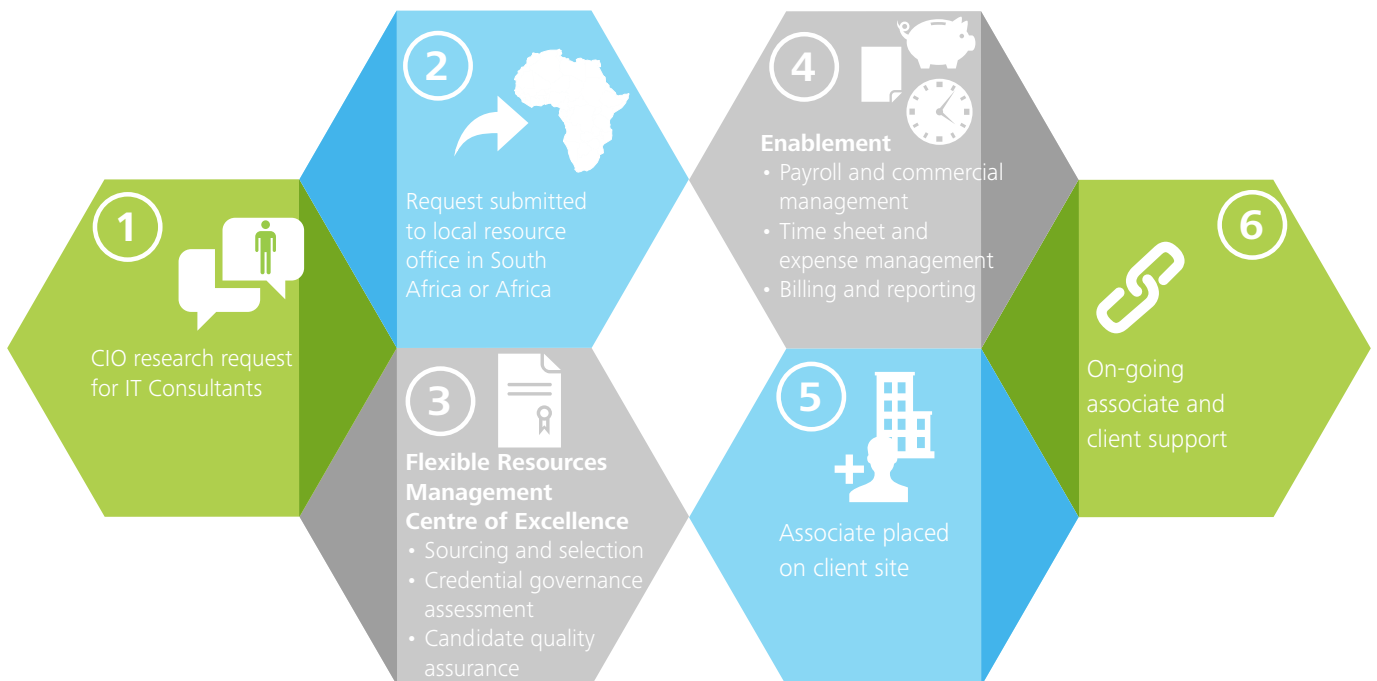 1
CIO research request
for IT Consultants
2
Request submitted
to local resource
office in South
Africa or Africa
3
Flexible Resources
Management
Centre of Excellence
• Sourcing and selection
• Credential governance
assessment
• Candidate quality
assurance
4
Enablement
• Payroll and commercial
management
• Time sheet and
expense management
• Billing and reporting
5
Associate placed
on client site
6
On-going
associate and
client support